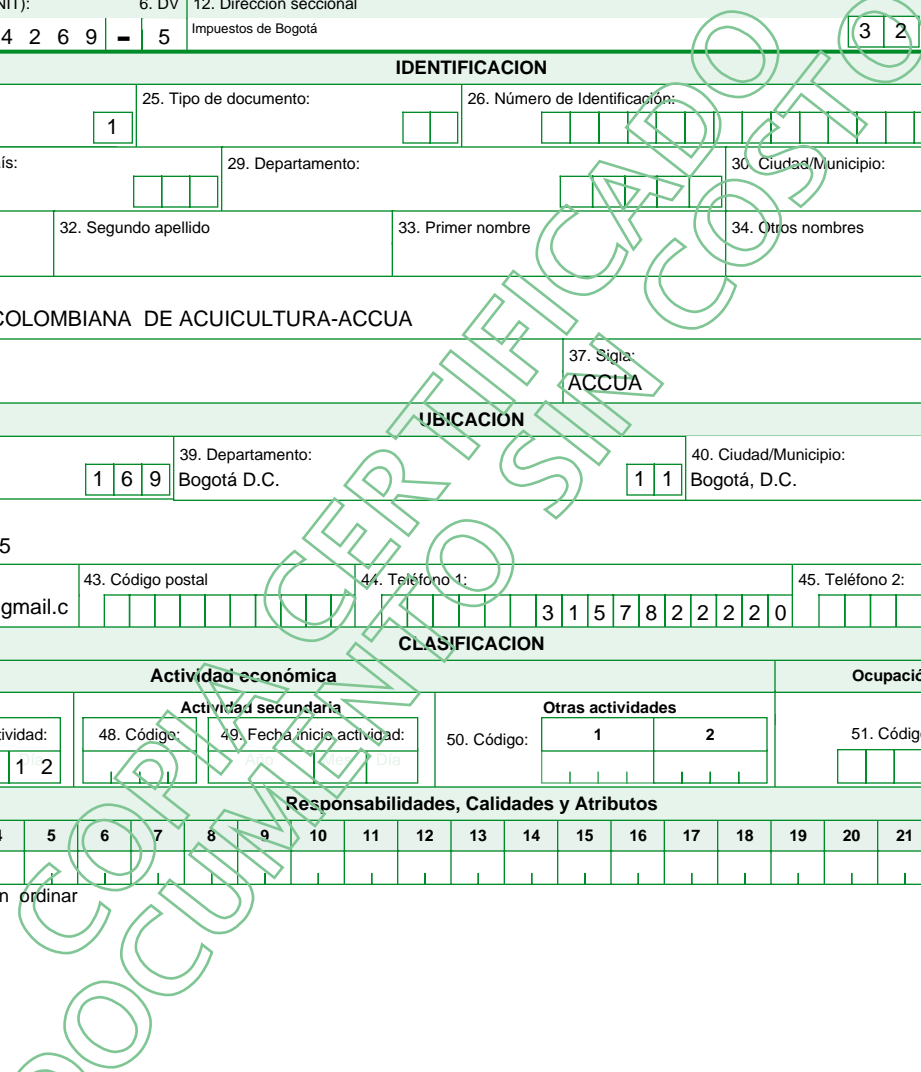 NIT): 6. DV 12. Dirección seccional
4 2 6 9 - 5 Impuestos de Bogotá 3 2
IDENTIFICACION
25. Tipo de documento: 26. Número de Identificación:
1
ís: 29. Departamento: 30. Ciudad/Municipio:
32. Segundo apellido 33. Primer nombre 34. Otros nombres
COLOMBIANA DE ACUICULTURA-ACCUA
37. Sigla:
ACCUA
UBICACION
39. Departamento: 40. Ciudad/Municipio:
1 6 9 Bogotá D.C. 1 1 Bogotá, D.C.
5
43. Código postal 44. Teléfono 1: 45. Teléfono 2:
gmail.c 3 1 5 7 8 2 2 2 2 0
CLASIFICACION
Actividad económica Ocupació
Actividad secundaria Otras actividades
tividad: 48. Código: 49. Fecha inicio actividad: 50. Código: 1 2 51. Códig
1 2 Año Mes Día
Responsabilidades, Calidades y Atributos
4 5 6 7 8 9 10 11 12 13 14 15 16 17 18 19 20 21
n ordinar
COPIA CERTIFICADO
DOCUMENTO SIN COSTO